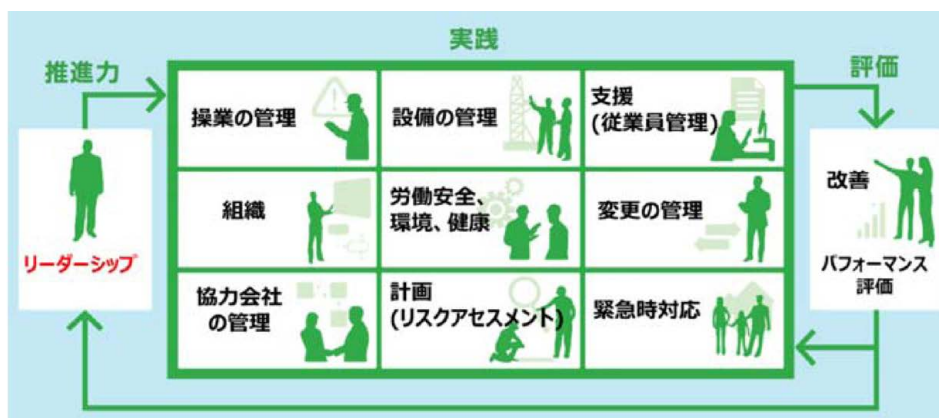 実践
推進力
評価
操業の管理
設備の管理
支援
(従業員管理)
組織
労働安全、
環境、健康
変更の管理
協力会社
の管理
計画
(リスクアセスメント)
緊急時対応
リーダーシップ
改善
パフォーマンス
評価